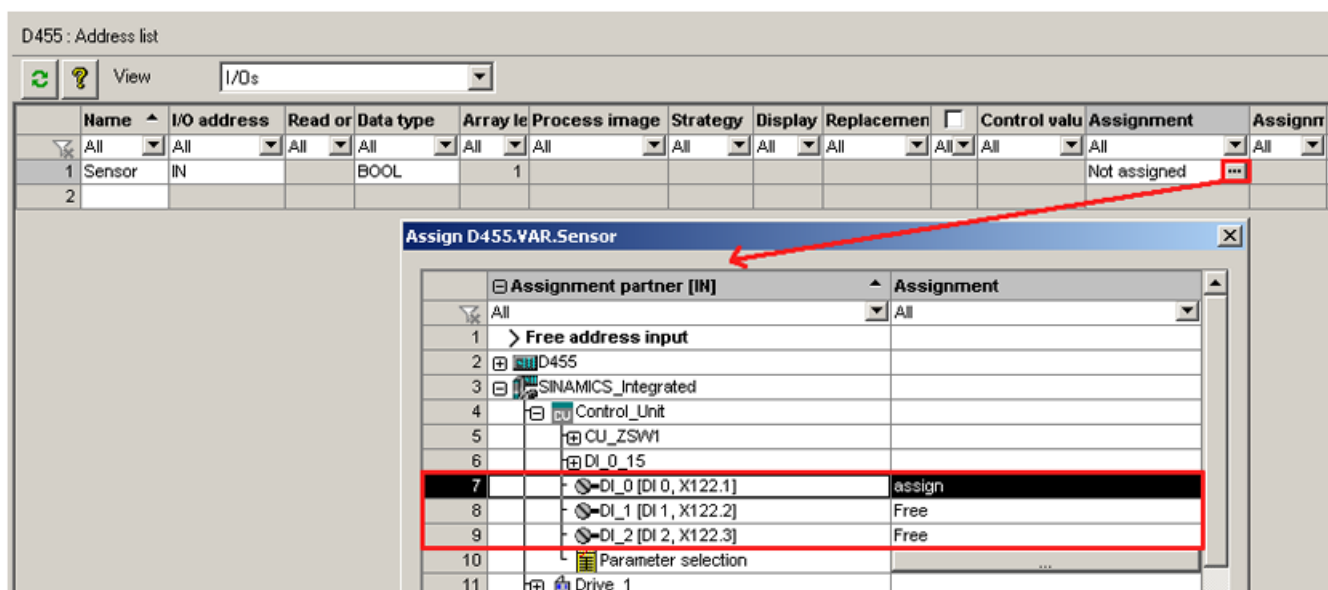 D455 : Address list
View I/Os
Name I/O address Read or Data type Array le Process image Strategy Display Replacemen Control valu Assignment Assignm
All All All All All All All All All All All All All
1 Sensor IN BOOL 1 Not assigned ...
2
Assign D455.VAR.Sensor
Assignment partner [IN] Assignment
All All
1 Free address input
2 D455
3 SINAMICS_Integrated
4 CU Control_Unit
5 CU_ZSW1
6 DI_0_15
7 DI_0 [DI 0, X122.1] assign
8 DI_1 [DI 1, X122.2] Free
9 DI_2 [DI 2, X122.3] Free
10 Parameter selection ...
11 Drive_1